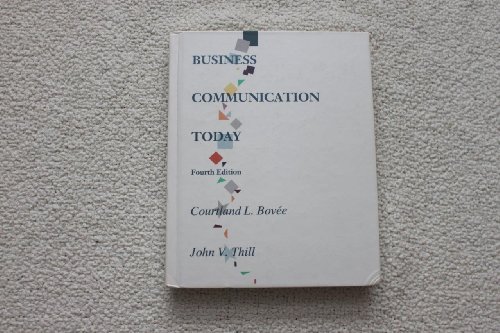 BUSINESS
COMMUNICATION
TODAY
Fourth Edition
Courtland L. Bovée
John V. Thill